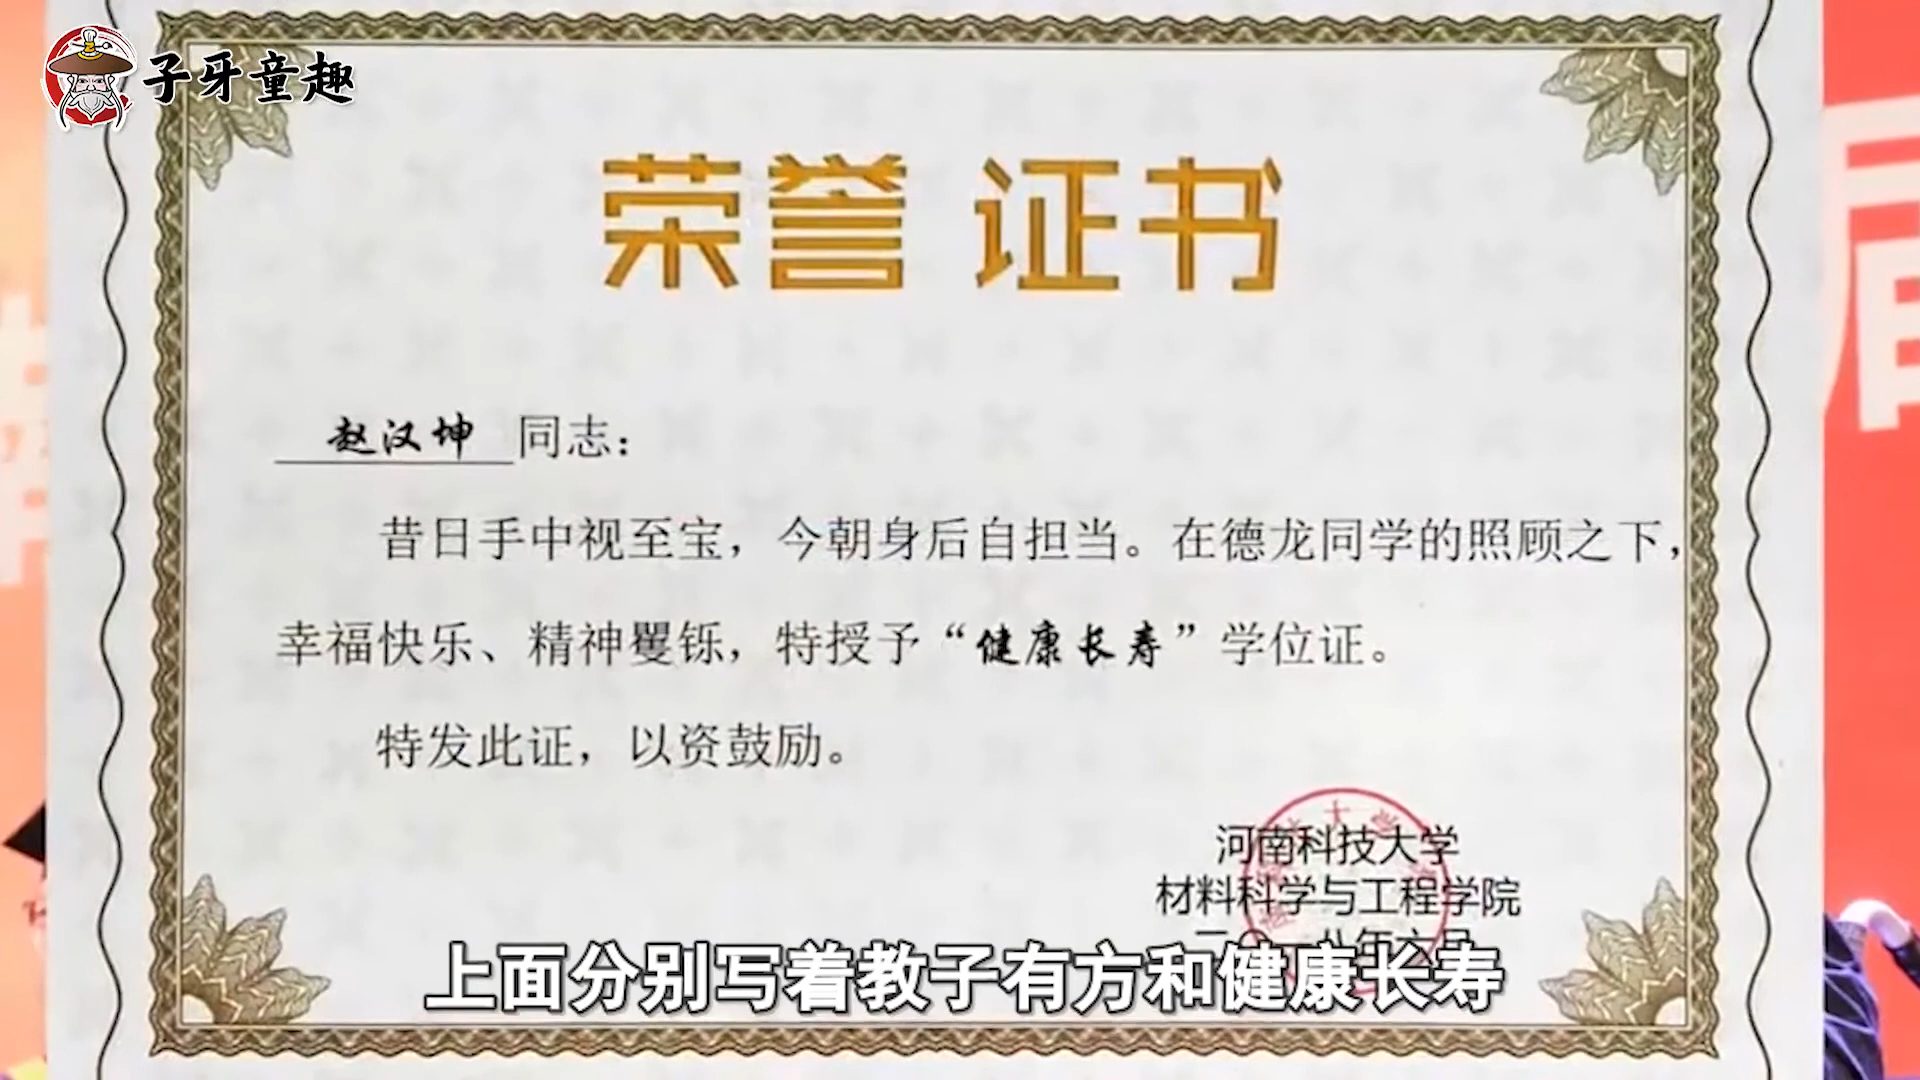 子牙童趣
荣誉证书
赵汉坤同志：
昔日手中视至宝，今朝身后自担当。在德龙同学的照顾之下，
幸福快乐、精神矍铄，特授予“健康长寿”学位证。
特发此证，以资鼓励。
河南科技大学
材料科学与工程学院
上面分别写着教子有方和健康长寿